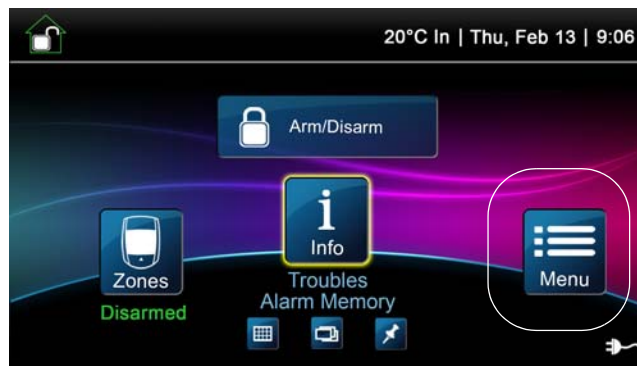 20°C In | Thu, Feb 13 | 9:06
Arm/Disarm
Info
Zones
Menu
Troubles
Disarmed
Alarm Memory